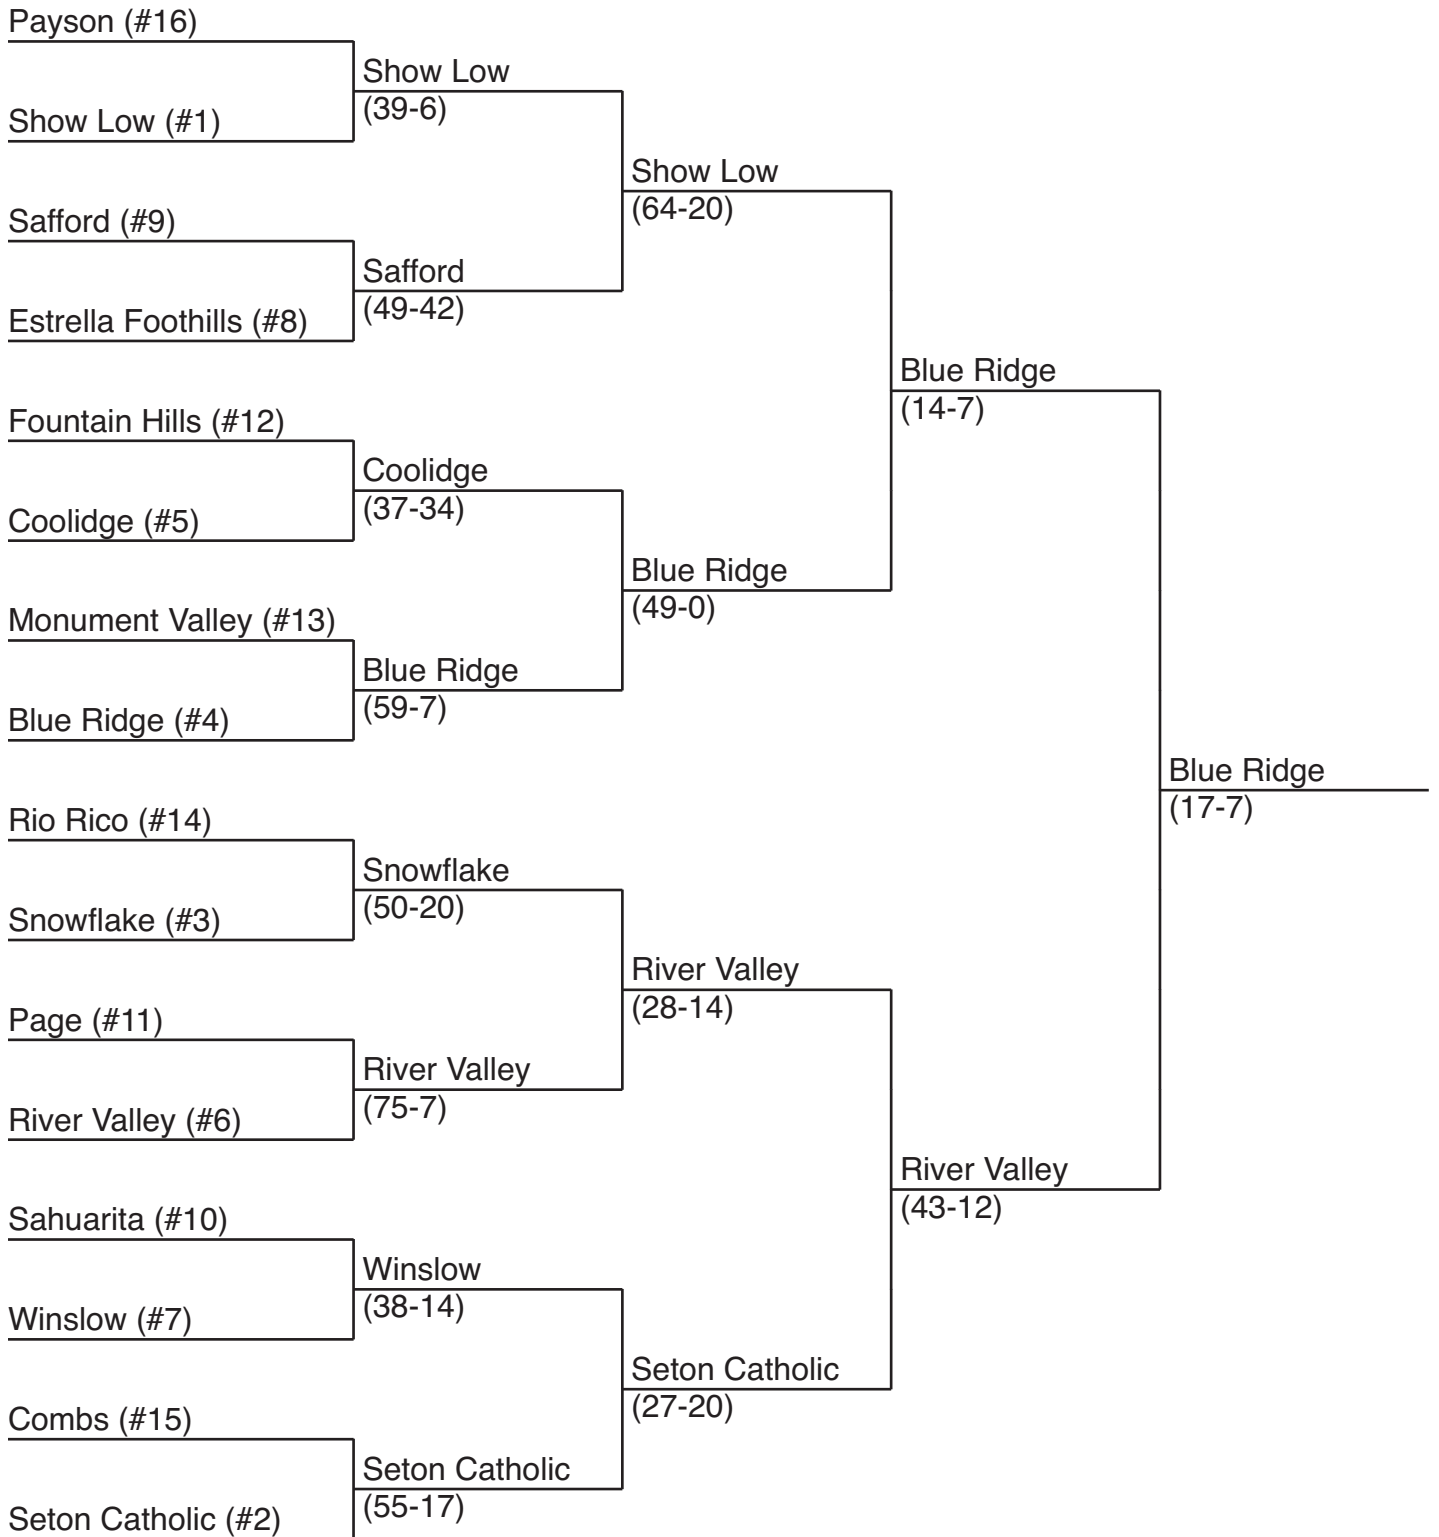 Payson (#16)
Show Low (#1)
Safford (#9)
Estrella Foothills (#8)
Fountain Hills (#12)
Coolidge (#5)
Monument Valley (#13)
Blue Ridge (#4)
Rio Rico (#14)
Snowflake (#3)
Page (#11)
River Valley (#6)
Sahuarita (#10)
Winslow (#7)
Combs (#15)
Seton Catholic (#2)
Show Low
(39-6)
Safford
(49-42)
Coolidge
(37-34)
Blue Ridge
(59-7)
Snowflake
(50-20)
River Valley
(75-7)
Winslow
(38-14)
Seton Catholic
(55-17)
Show Low
(64-20)
Blue Ridge
(49-0)
River Valley
(28-14)
Seton Catholic
(27-20)
Blue Ridge
(14-7)
River Valley
(43-12)
Blue Ridge
(17-7)